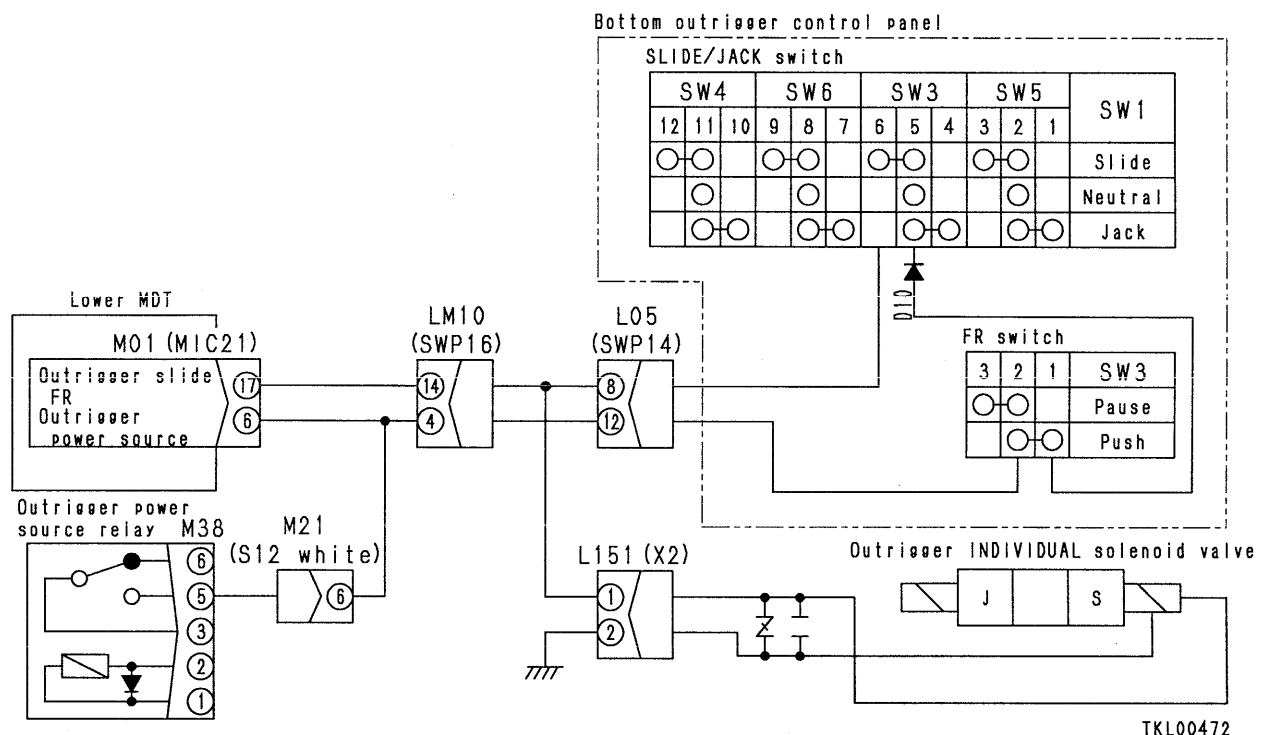 Bottom outrigger control panel
SLIDE/JACK switch
SW4 SW6 SW3 SW5 SW1
12 11 10 9 8 7 6 5 4 3 2 1
Slide
Neutral
Jack
D10
FR switch
3 2 1 SW3
Pause
Push
Lower MDT
M01 (MIC21)
Outrigger slide
FR
Outrigger
power source
17
6
LM10
(SWP16)
14
4
L05
(SWP14)
8
12
Outrigger power
source relay
M38
6
5
3
2
1
M21
(S12 white)
6
L151 (X2)
1
2
Outrigger INDIVIDUAL solenoid valve
J S
TKL00472